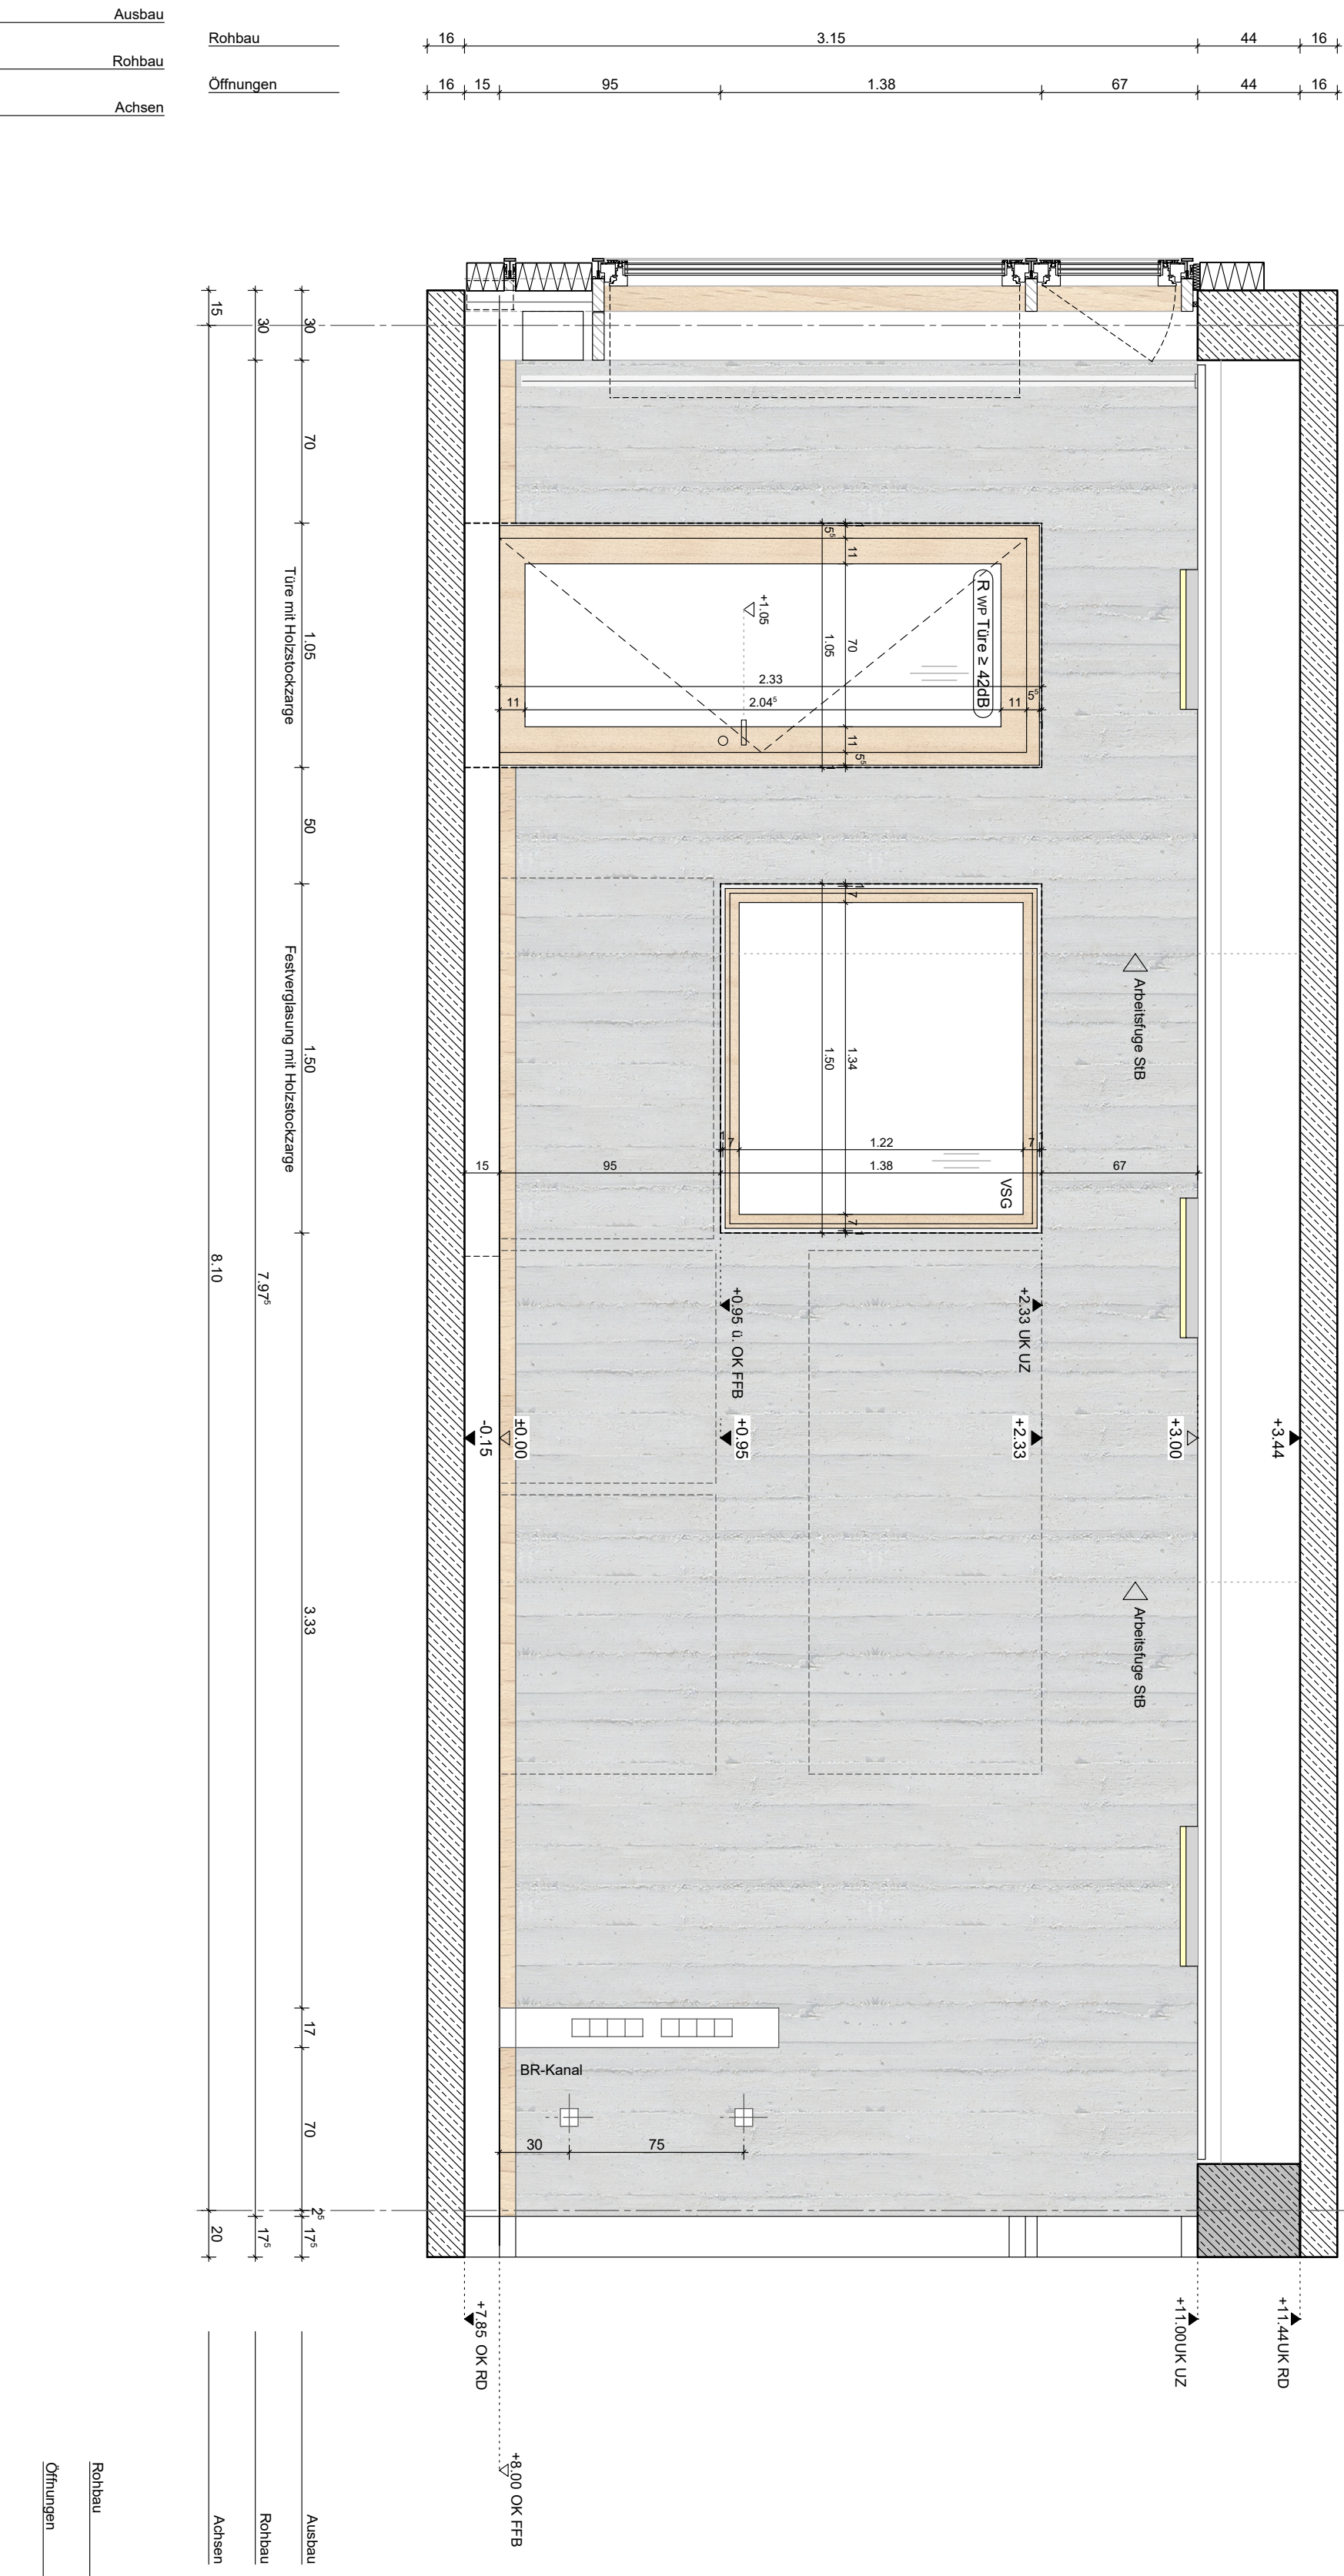 Ausbau
Rohbau
Achsen
Rohbau
16 3.15 44 16
Öffnungen
16 15 95 1.38 67 44 16
15
30
30
70
Türe mit Holzstockzarge
1.05
50
Festverglasung mit Holzstockzarge
1.50
8.10
7.97⁵
3.33
17
70
2⁵
20
17⁵
17⁵
1
5⁵
11
+1.05
70
1.05
R WP Türe ≥ 42dB
2.33
11 2.04⁵ 11 5⁵
11
5⁵
1
1
7
1.34
1.50
7 1.22 7
15 95 1.38 67
VSG
7
1
Arbeitsfuge StB
Arbeitsfuge StB
+0.95 ü. OK FFB
+2.33 UK UZ
-0.15
±0.00
+0.95
+2.33
+3.00
+3.44
BR-Kanal
30 75
+7.85 OK RD
+8.00 OK FFB
+11.00UK UZ
+11.44UK RD
Ausbau
Rohbau
Achsen
Rohbau
Öffnungen